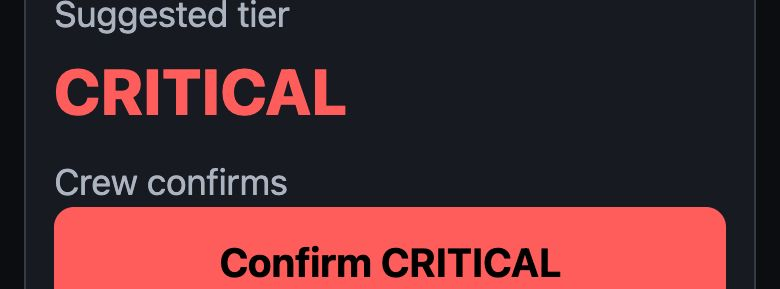 Suggested tier
CRITICAL
Crew confirms
Confirm CRITICAL